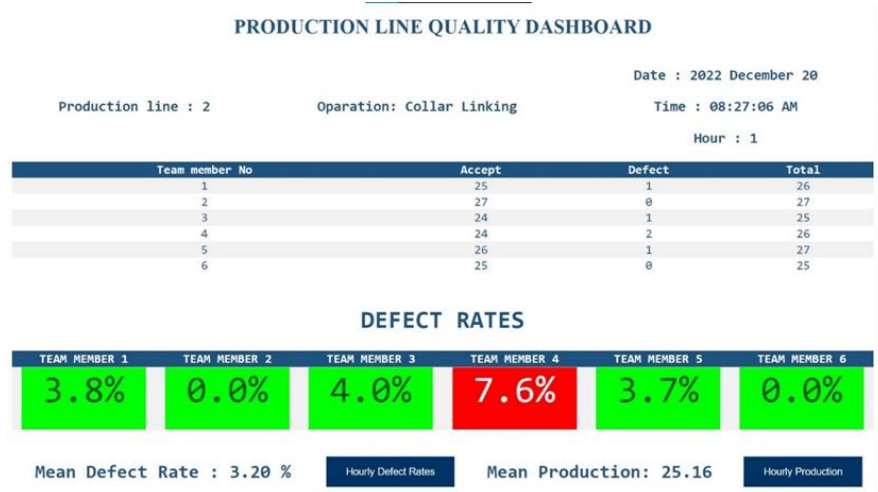 PRODUCTION LINE QUALITY DASHBOARD
Date : 2022 December 20
Production line : 2 Oparation: Collar Linking Time : 08:27:06 AM
Hour : 1
Team member No Accept Defect Total
1 25 1 26
2 27 0 27
3 24 1 25
4 24 2 26
5 26 1 27
6 25 0 25
DEFECT RATES
TEAM MEMBER 1 TEAM MEMBER 2 TEAM MEMBER 3 TEAM MEMBER 4 TEAM MEMBER 5 TEAM MEMBER 6
3.8% 0.0% 4.0% 7.6% 3.7% 0.0%
Mean Defect Rate : 3.20 % Hourly Defect Rates Mean Production: 25.16 Hourly Production